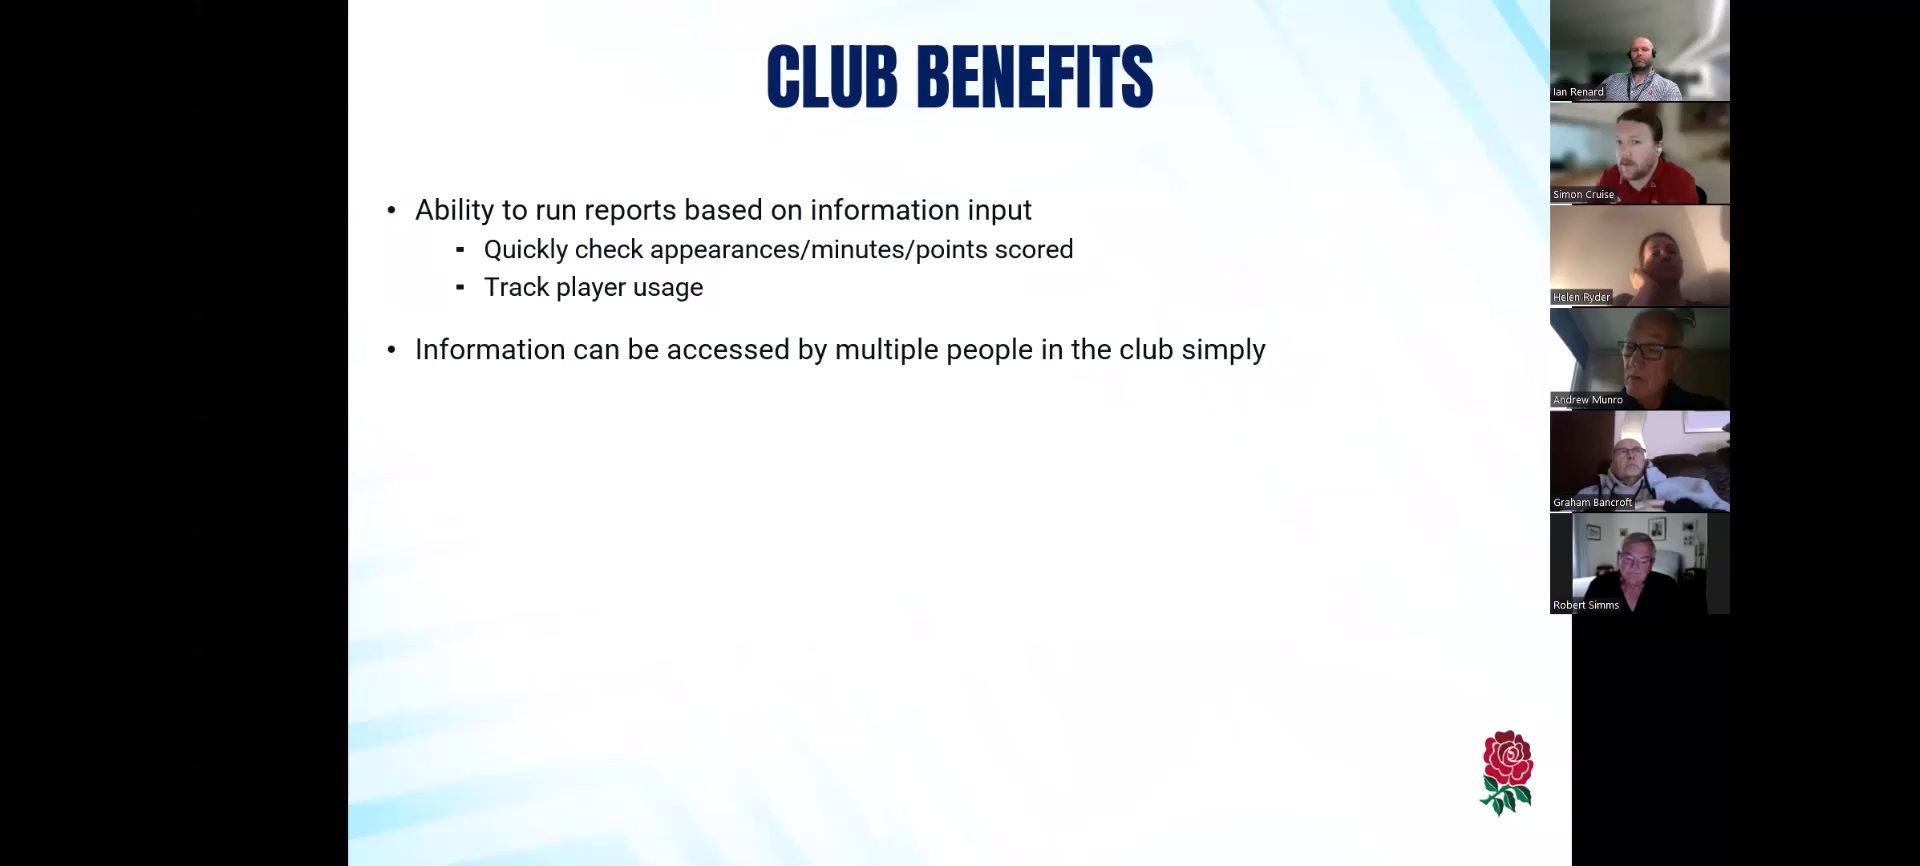 CLUB BENEFITS
• Ability to run reports based on information input
- Quickly check appearances/minutes/points scored
- Track player usage
• Information can be accessed by multiple people in the club simply
Ian Renard
Simon Cruise
Helen Ryder
Andrew Munro
Graham Bancroft
Robert Simms